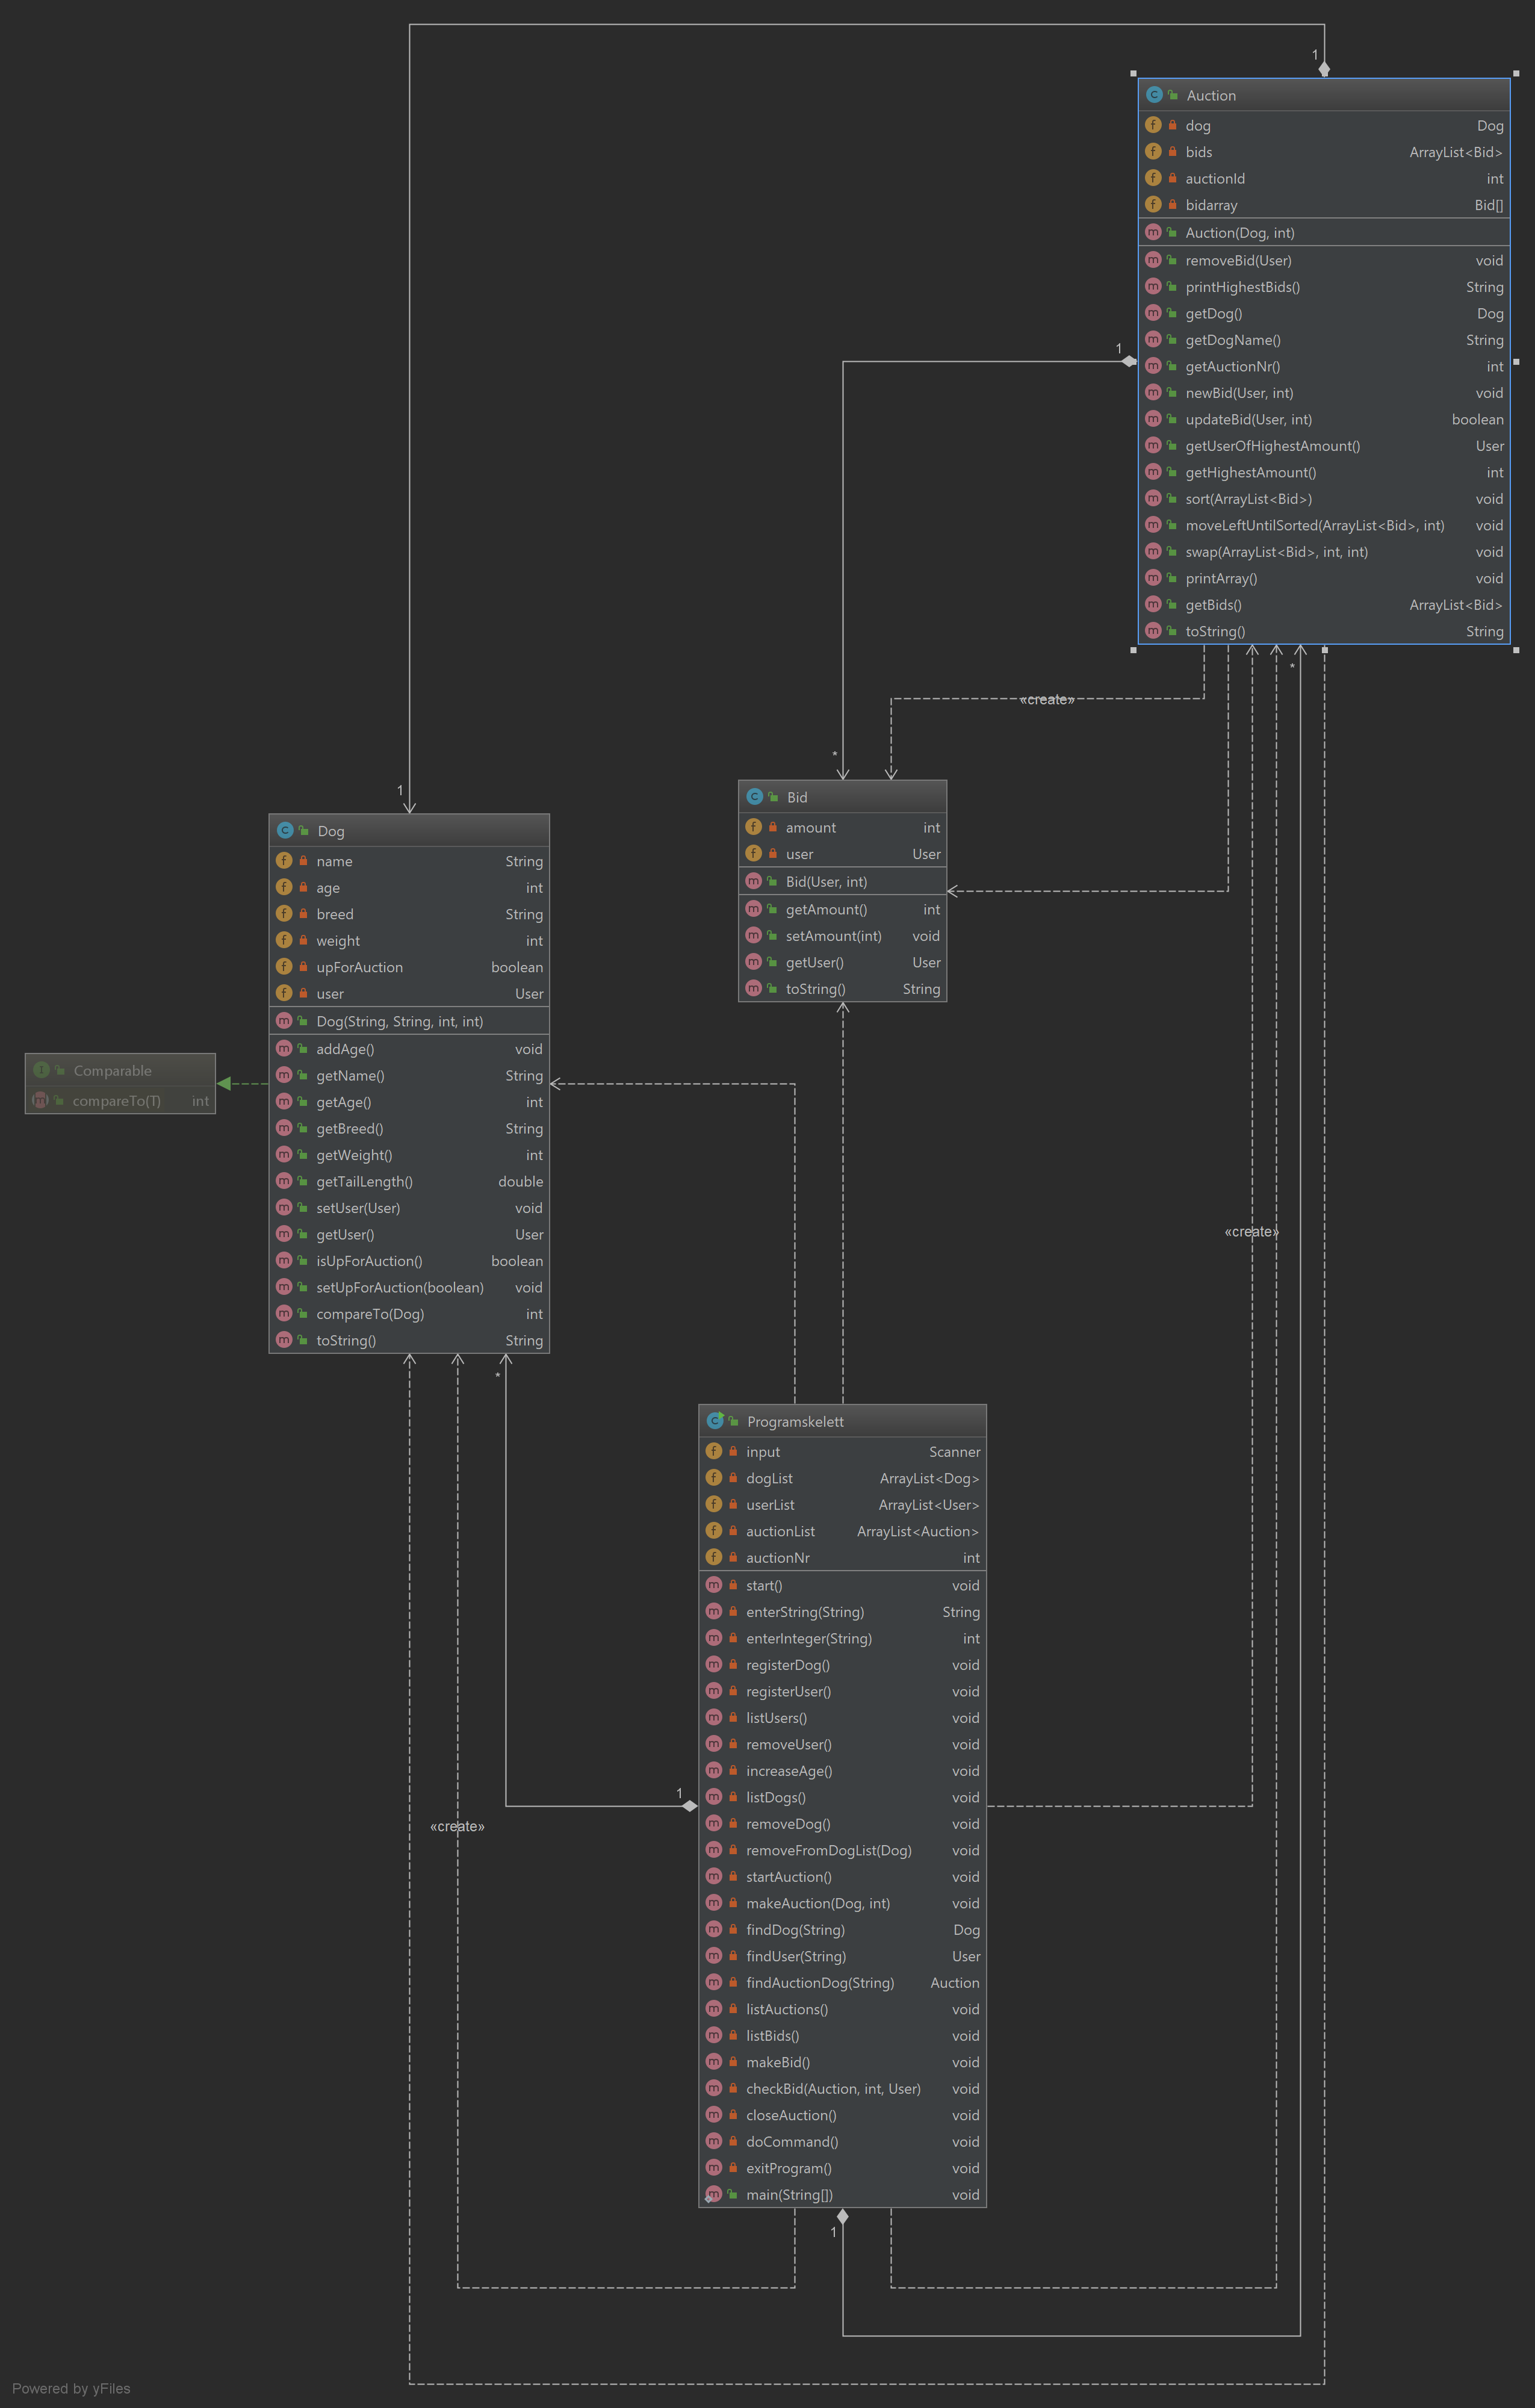 1
Auction
dog Dog
bids ArrayList<Bid>
auctionId int
bidarray Bid[]
Auction(Dog, int)
removeBid(User) void
printHighestBids() String
getDog() Dog
getDogName() String
getAuctionNr() int
newBid(User, int) void
updateBid(User, int) boolean
getUserOfHighestAmount() User
getHighestAmount() int
sort(ArrayList<Bid>) void
moveLeftUntilSorted(ArrayList<Bid>, int) void
swap(ArrayList<Bid>, int, int) void
printArray() void
getBids() ArrayList<Bid>
toString() String
1
*
«create»
*
1
Bid
amount int
user User
Bid(User, int)
getAmount() int
setAmount(int) void
getUser() User
toString() String
Dog
name String
age int
breed String
weight int
upForAuction boolean
user User
Dog(String, String, int, int)
addAge() void
getName() String
getAge() int
getBreed() String
getWeight() int
getTailLength() double
setUser(User) void
getUser() User
isUpForAuction() boolean
setUpForAuction(boolean) void
compareTo(Dog) int
toString() String
Comparable
compareTo(T) int
«create»
*
Programskelett
input Scanner
dogList ArrayList<Dog>
userList ArrayList<User>
auctionList ArrayList<Auction>
auctionNr int
start() void
enterString(String) String
enterInteger(String) int
registerDog() void
registerUser() void
listUsers() void
removeUser() void
increaseAge() void
listDogs() void
removeDog() void
removeFromDogList(Dog) void
startAuction() void
makeAuction(Dog, int) void
findDog(String) Dog
findUser(String) User
findAuctionDog(String) Auction
listAuctions() void
listBids() void
makeBid() void
checkBid(Auction, int, User) void
closeAuction() void
doCommand() void
exitProgram() void
main(String[]) void
1
«create»
1
Powered by yFiles